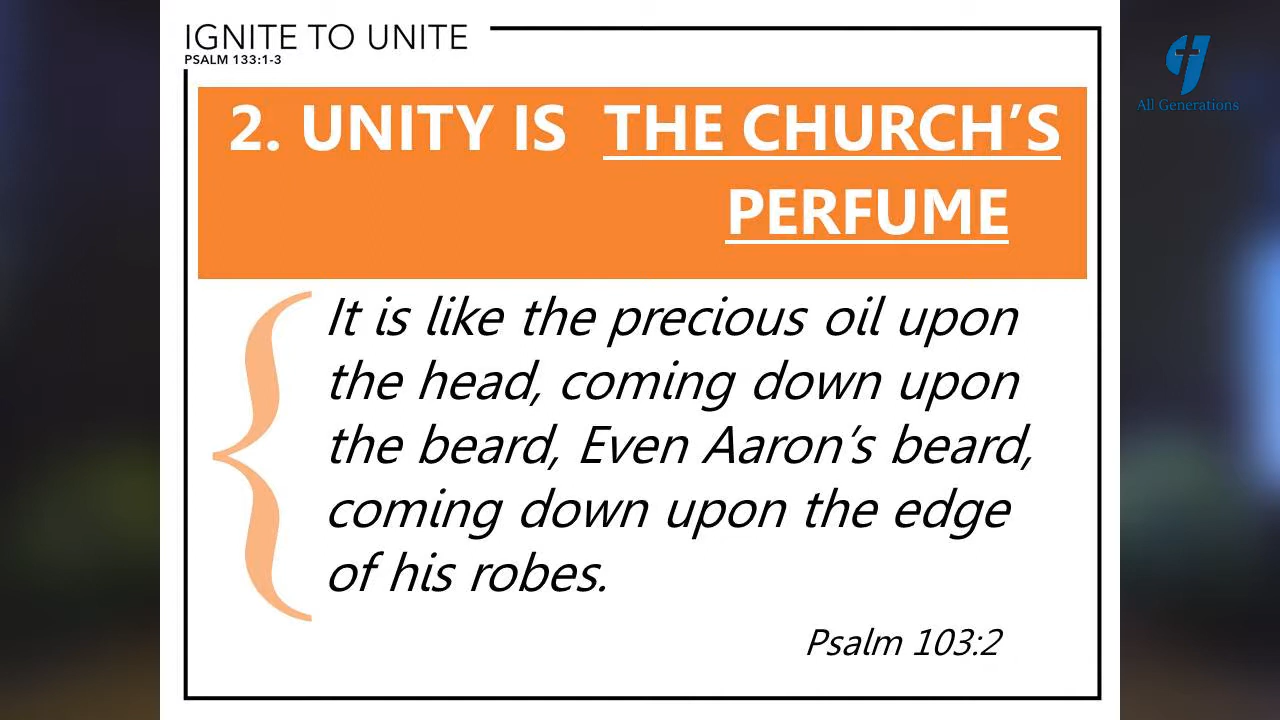 IGNITE TO UNITE
PSALM 133:1-3
All Generations
2. UNITY IS THE CHURCH'S
PERFUME
It is like the precious oil upon
the head, coming down upon
the beard, Even Aaron's beard,
coming down upon the edge
of his robes.
Psalm 103:2